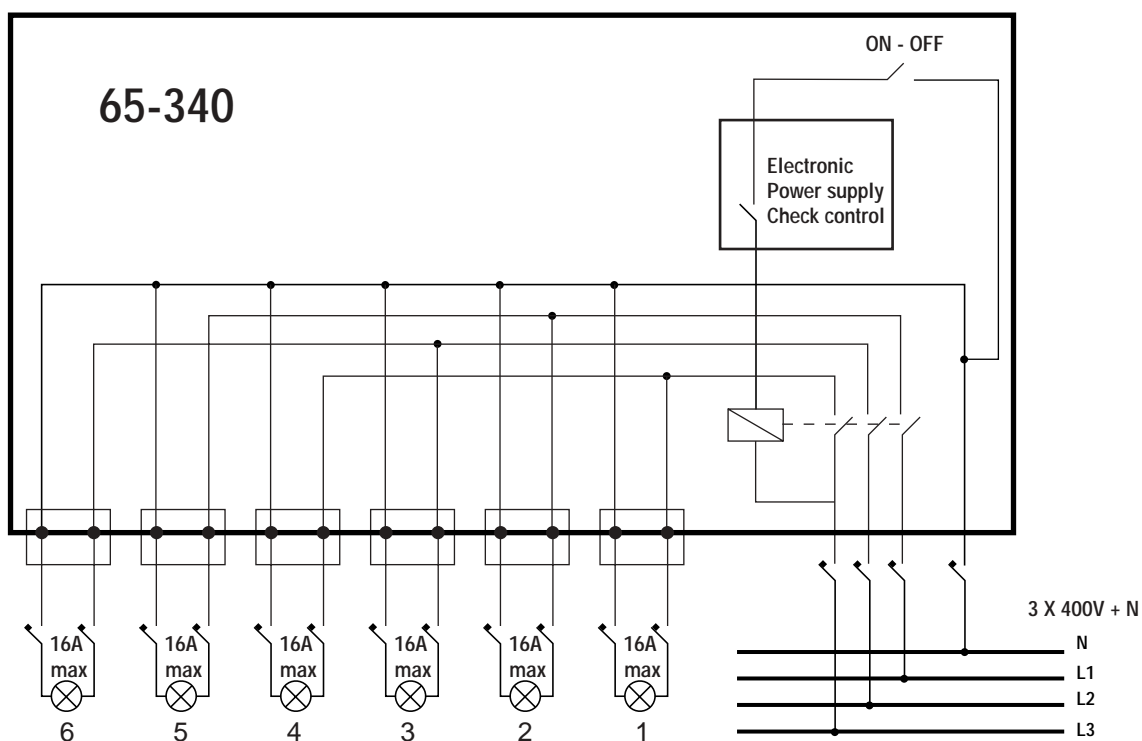 ON - OFF
65-340
Electronic
Power supply
Check control
3 X 400V + N
N
L1
L2
L3
16A
max
6
16A
max
5
16A
max
4
16A
max
3
16A
max
2
16A
max
1